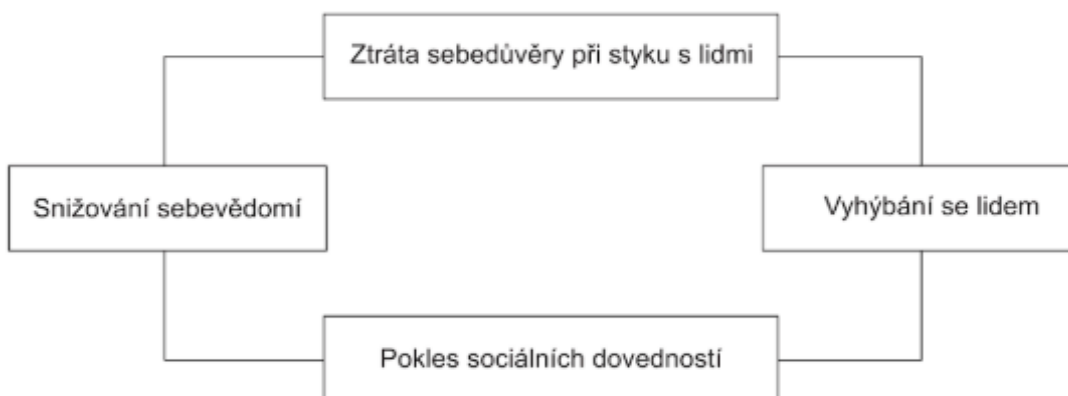 Ztráta sebedůvěry při styku s lidmi
Snižování sebevědomí
Vyhýbání se lidem
Pokles sociálních dovedností